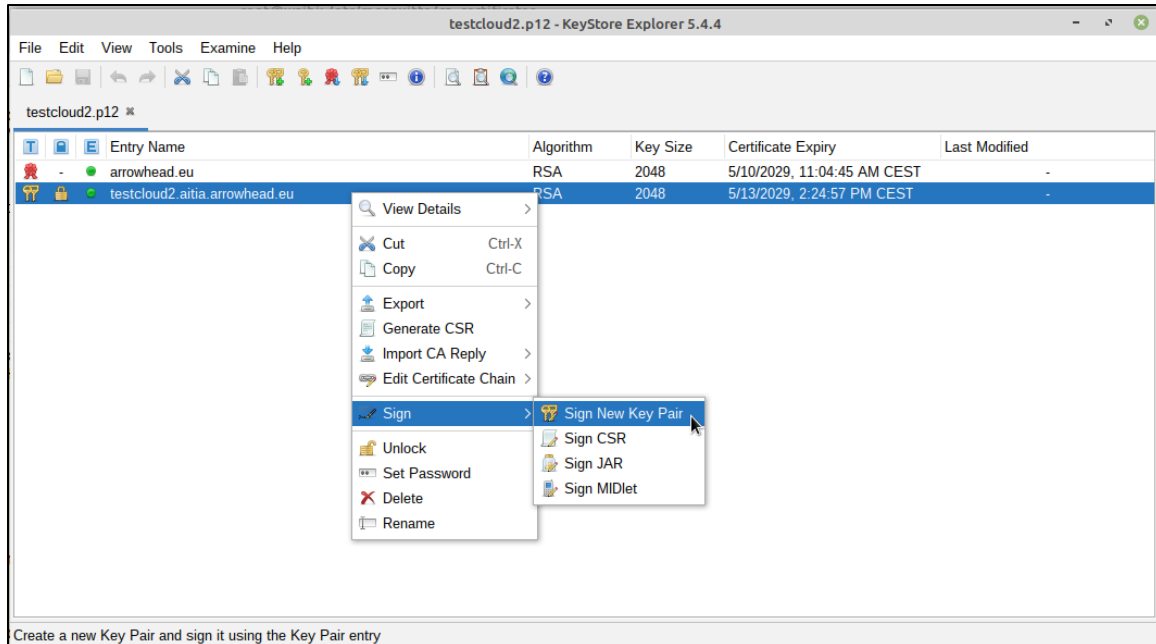 testcloud2.p12 - KeyStore Explorer 5.4.4
File Edit View Tools Examine Help
testcloud2.p12
T E Entry Name Algorithm Key Size Certificate Expiry Last Modified
- arrowhead.eu RSA 2048 5/10/2029, 11:04:45 AM CEST -
testcloud2.aitia.arrowhead.eu RSA 2048 5/13/2029, 2:24:57 PM CEST -
View Details
Cut Ctrl-X
Copy Ctrl-C
Export
Generate CSR
Import CA Reply
Edit Certificate Chain
Sign
Sign New Key Pair
Sign CSR
Sign JAR
Sign MIDlet
Unlock
Set Password
Delete
Rename
Create a new Key Pair and sign it using the Key Pair entry